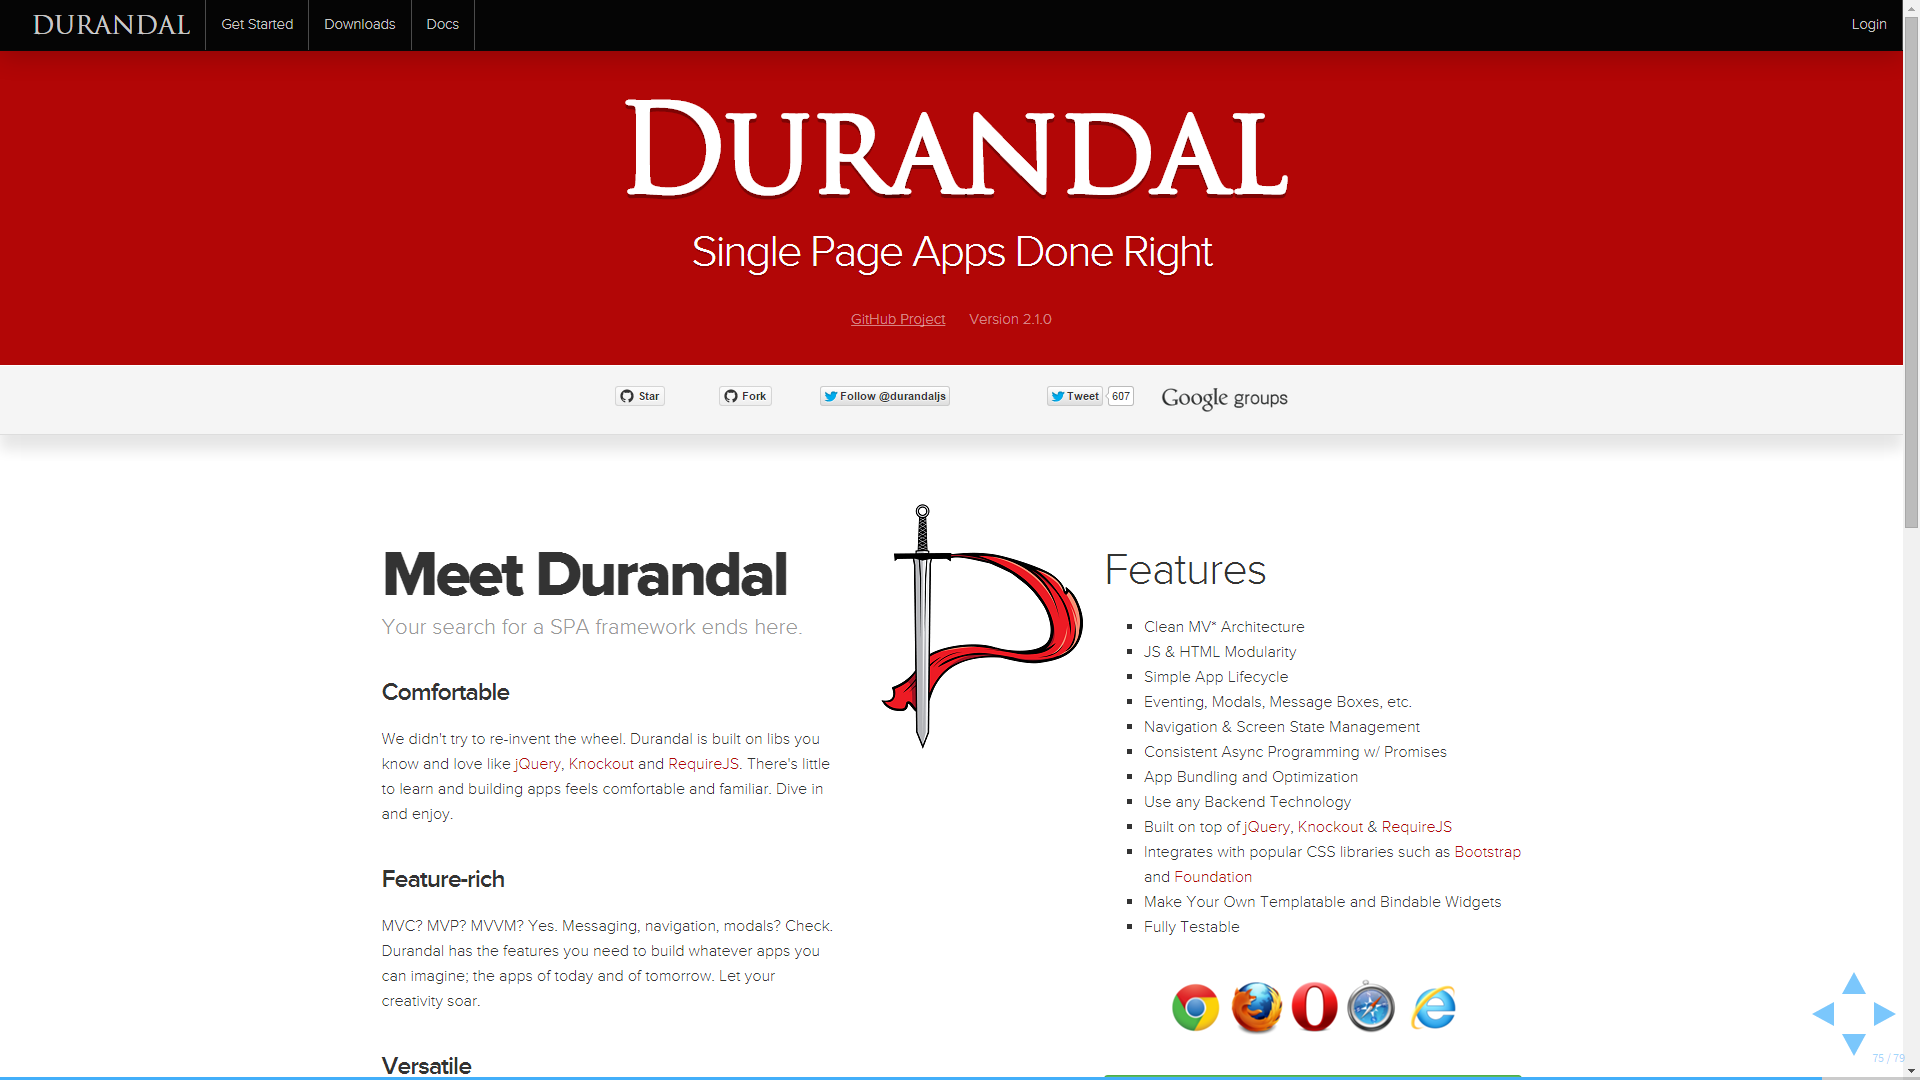 DURANDAL
Get Started
Downloads
Docs
Login
DURANDAL
Single Page Apps Done Right
GitHub Project
Version 2.1.0
Star
Fork
Follow @durandaljs
Tweet
607
Google groups
Meet Durandal
Your search for a SPA framework ends here.
Comfortable
We didn't try to re-invent the wheel. Durandal is built on libs you
know and love like jQuery, Knockout and RequireJS. There's little
to learn and building apps feels comfortable and familiar. Dive in
and enjoy.
Feature-rich
MVC? MVP? MVVM? Yes. Messaging, navigation, modals? Check.
Durandal has the features you need to build whatever apps you
can imagine; the apps of today and of tomorrow. Let your
creativity soar.
Versatile
Features
Clean MV* Architecture
JS & HTML Modularity
Simple App Lifecycle
Eventing, Modals, Message Boxes, etc.
Navigation & Screen State Management
Consistent Async Programming w/ Promises
App Bundling and Optimization
Use any Backend Technology
Built on top of jQuery, Knockout & RequireJS
Integrates with popular CSS libraries such as Bootstrap
and Foundation
Make Your Own Templatable and Bindable Widgets
Fully Testable
75 / 79